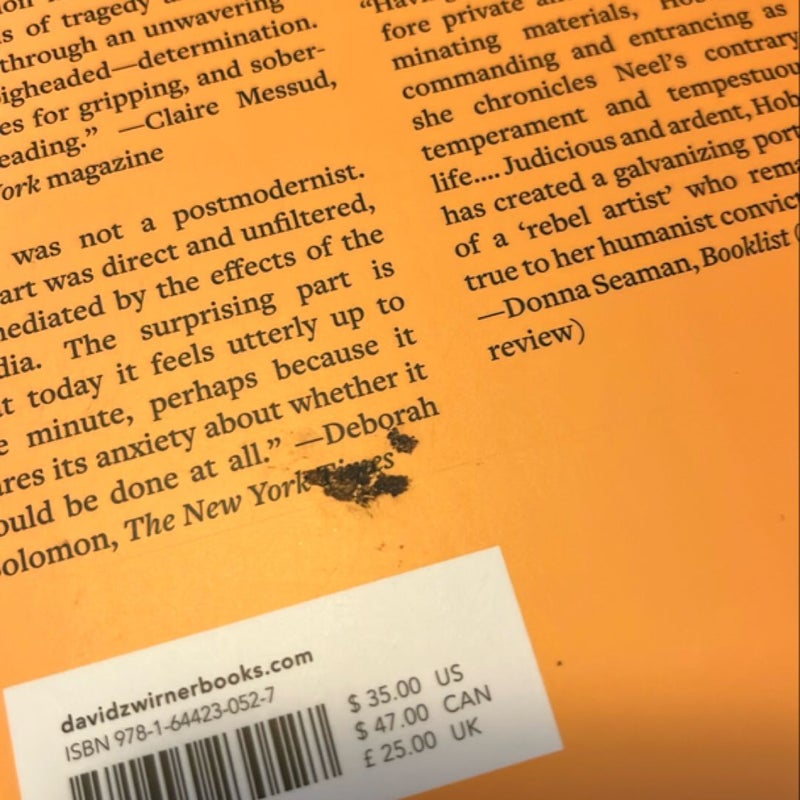 s of tragedy
through an unwavering
igheaded—determination.
es for gripping, and sober-
eading.” —Claire Messud,
ork magazine
was not a postmodernist.
art was direct and unfiltered,
nediated by the effects of the
dia. The surprising part is
t today it feels utterly up to
e minute, perhaps because it
res its anxiety about whether it
ould be done at all.” —Deborah
olomon, The New York Times
“Having
fore private
minating materials,
commanding and entrancing as
she chronicles Neel’s contrary
temperament and tempestuou
life.... Judicious and ardent, Hob
has created a galvanizing port
of a ‘rebel artist’ who rema
true to her humanist convict
—Donna Seaman, Booklist (
review)
davidzwirnerbooks.com
ISBN 978-1-64423-052-7
$ 35.00 US
$ 47.00 CAN
£ 25.00 UK